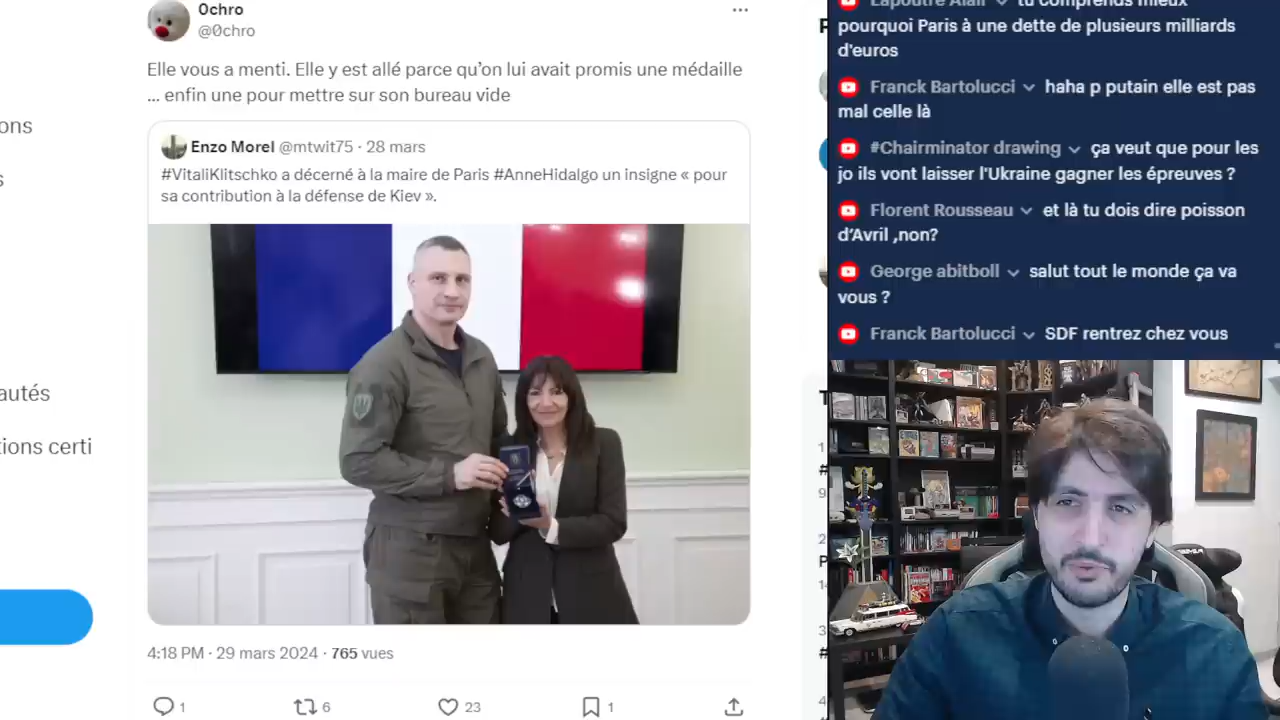 0chro
@0chro
Elle vous a menti. Elle y est allé parce qu'on lui avait promis une médaille
... enfin une pour mettre sur son bureau vide
Enzo Morel @mtwit75 · 28 mars
#VitaliKlitschko a décerné à la maire de Paris #AnneHidalgo un insigne « pour
sa contribution à la défense de Kiev ».
4:18 PM · 29 mars 2024 · 765 vues
1
6
23
1
ons
s
autés
tions certi
Lapoutre Alail tu comprends mieux
pourquoi Paris à une dette de plusieurs milliards
d'euros
Franck Bartolucci haha p putain elle est pas
mal celle là
#Chairminator drawing ça veut que pour les
jo ils vont laisser l'Ukraine gagner les épreuves ?
Florent Rousseau et là tu dois dire poisson
d'Avril ,non?
George abitboll salut tout le monde ça va
vous ?
Franck Bartolucci SDF rentrez chez vous